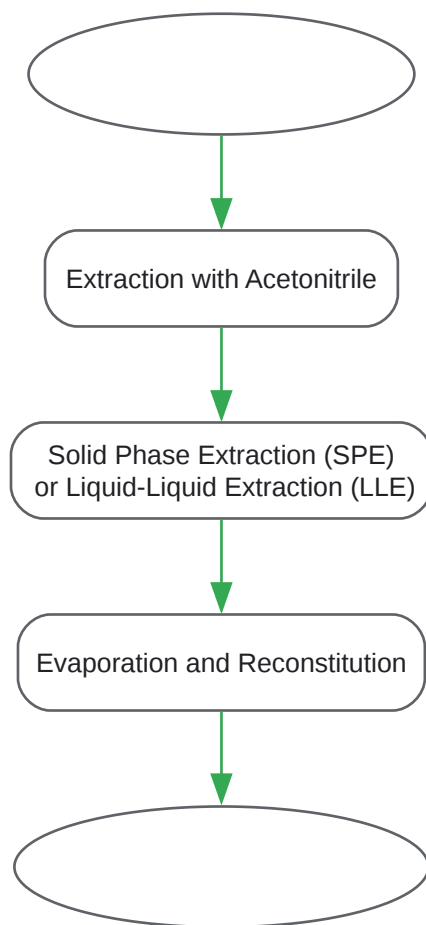 Extraction with Acetonitrile
Solid Phase Extraction (SPE)
or Liquid-Liquid Extraction (LLE)
Evaporation and Reconstitution